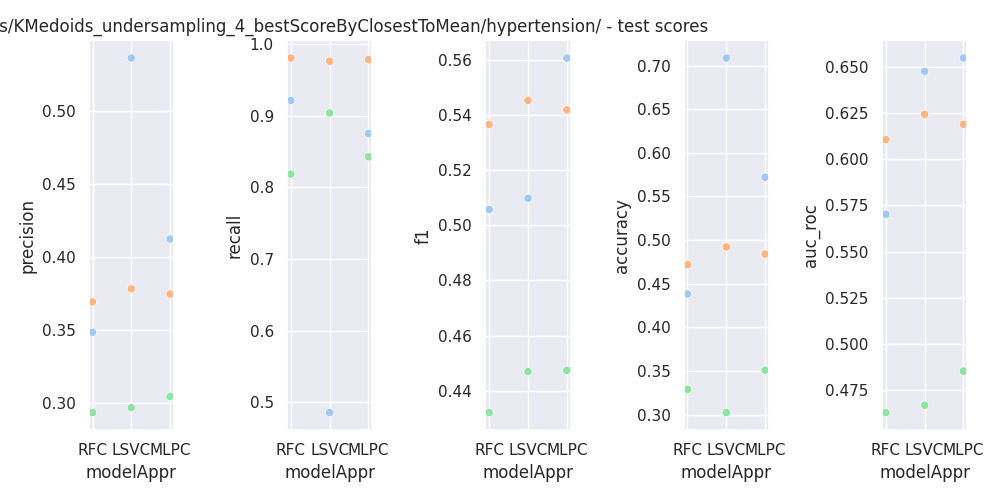 s/KMedoids_undersampling_4_bestScoreByClosestToMean/hypertension/ - test scores
precision
0.50
0.45
0.40
0.35
0.30
RFC LSVCMLPC
modelAppr
recall
1.0
0.9
0.8
0.7
0.6
0.5
RFC LSVCMLPC
modelAppr
f1
0.56
0.54
0.52
0.50
0.48
0.46
0.44
RFC LSVCMLPC
modelAppr
accuracy
0.70
0.65
0.60
0.55
0.50
0.45
0.40
0.35
0.30
RFC LSVCMLPC
modelAppr
auc_roc
0.650
0.625
0.600
0.575
0.550
0.525
0.500
0.475
RFC LSVCMLPC
modelAppr